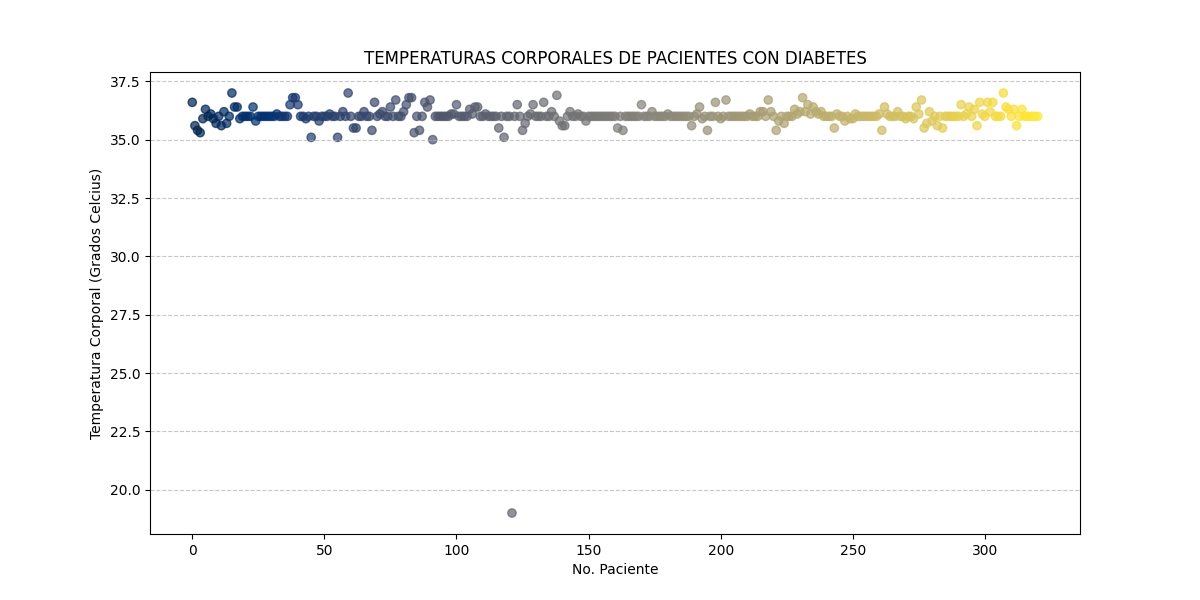 TEMPERATURAS CORPORALES DE PACIENTES CON DIABETES
Temperatura Corporal (Grados Celcius)
37.5
35.0
32.5
30.0
27.5
25.0
22.5
20.0
0 50 100 150 200 250 300
No. Paciente